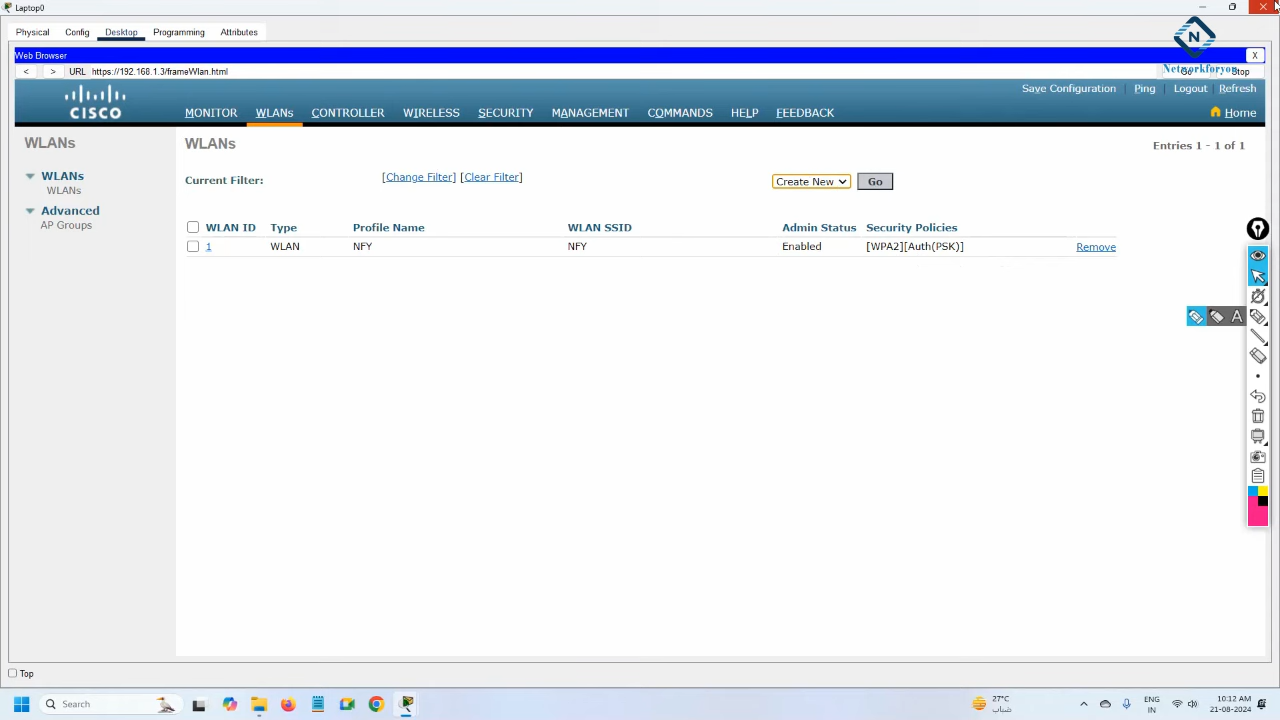 Laptop0
Physical Config Desktop Programming Attributes
Web Browser X
< > URL https://192.168.1.3/frameWlan.html Go Stop
N
Networkforyou
Save Configuration | Ping | Logout | Refresh
CISCO MONITOR WLANs CONTROLLER WIRELESS SECURITY MANAGEMENT COMMANDS HELP FEEDBACK Home
WLANs
WLANs
WLANs
Advanced
AP Groups
WLANs Entries 1 - 1 of 1
Current Filter: [Change Filter] [Clear Filter] Create New Go
WLAN ID Type Profile Name WLAN SSID Admin Status Security Policies
1 WLAN NFY NFY Enabled [WPA2][Auth(PSK)] Remove
A
Top
Search
27°C
ضباب
ENG
IN
10:12 AM
21-08-2024